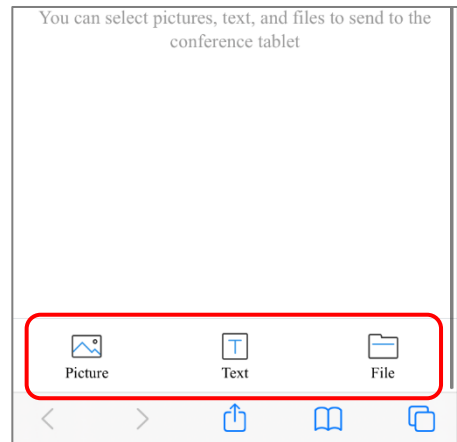 You can select pictures, text, and files to send to the
conference tablet
Picture Text File